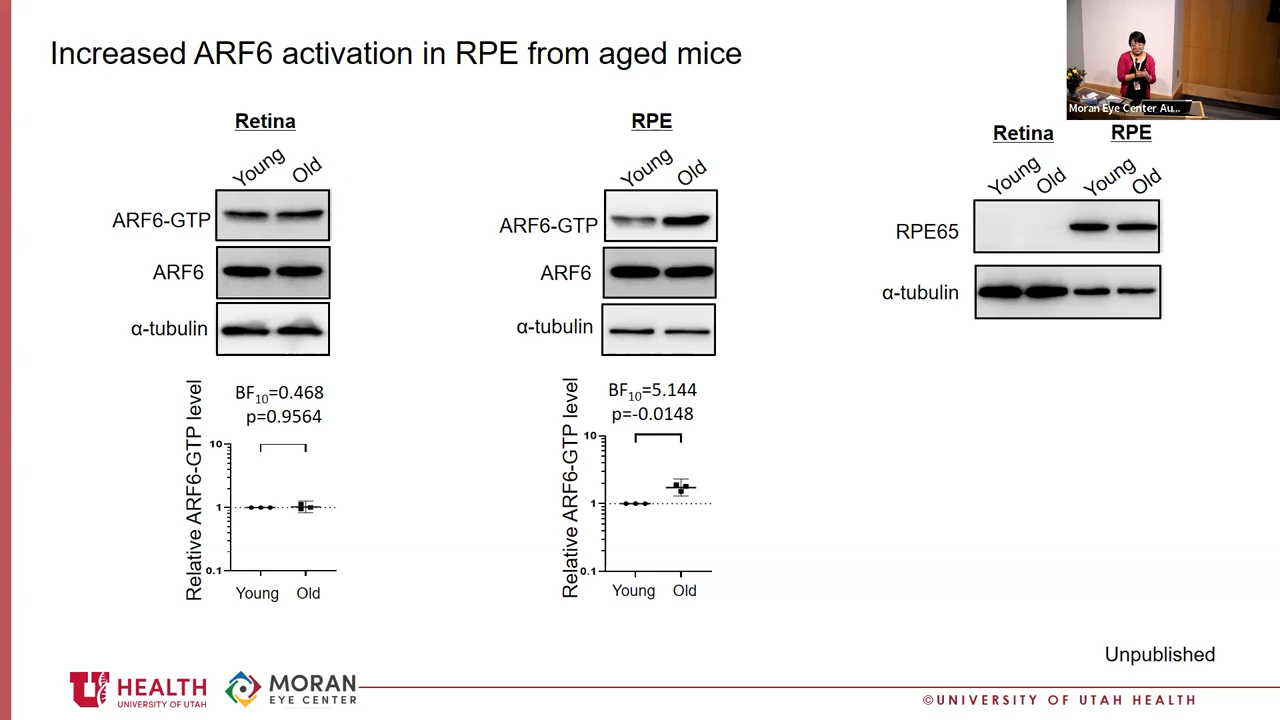 Increased ARF6 activation in RPE from aged mice
Moran Eye Center Au...
Retina
Young Old
ARF6-GTP
ARF6
α-tubulin
BF10=0.468
p=0.9564
Relative ARF6-GTP level
10
1
0.1
Young Old
RPE
Young Old
ARF6-GTP
ARF6
α-tubulin
BF10=5.144
p=-0.0148
Relative ARF6-GTP level
10
1
0.1
Young Old
Retina RPE
Young Old Young Old
RPE65
α-tubulin
Unpublished
U HEALTH
UNIVERSITY OF UTAH
MORAN
EYE CENTER
©UNIVERSITY OF UTAH HEALTH